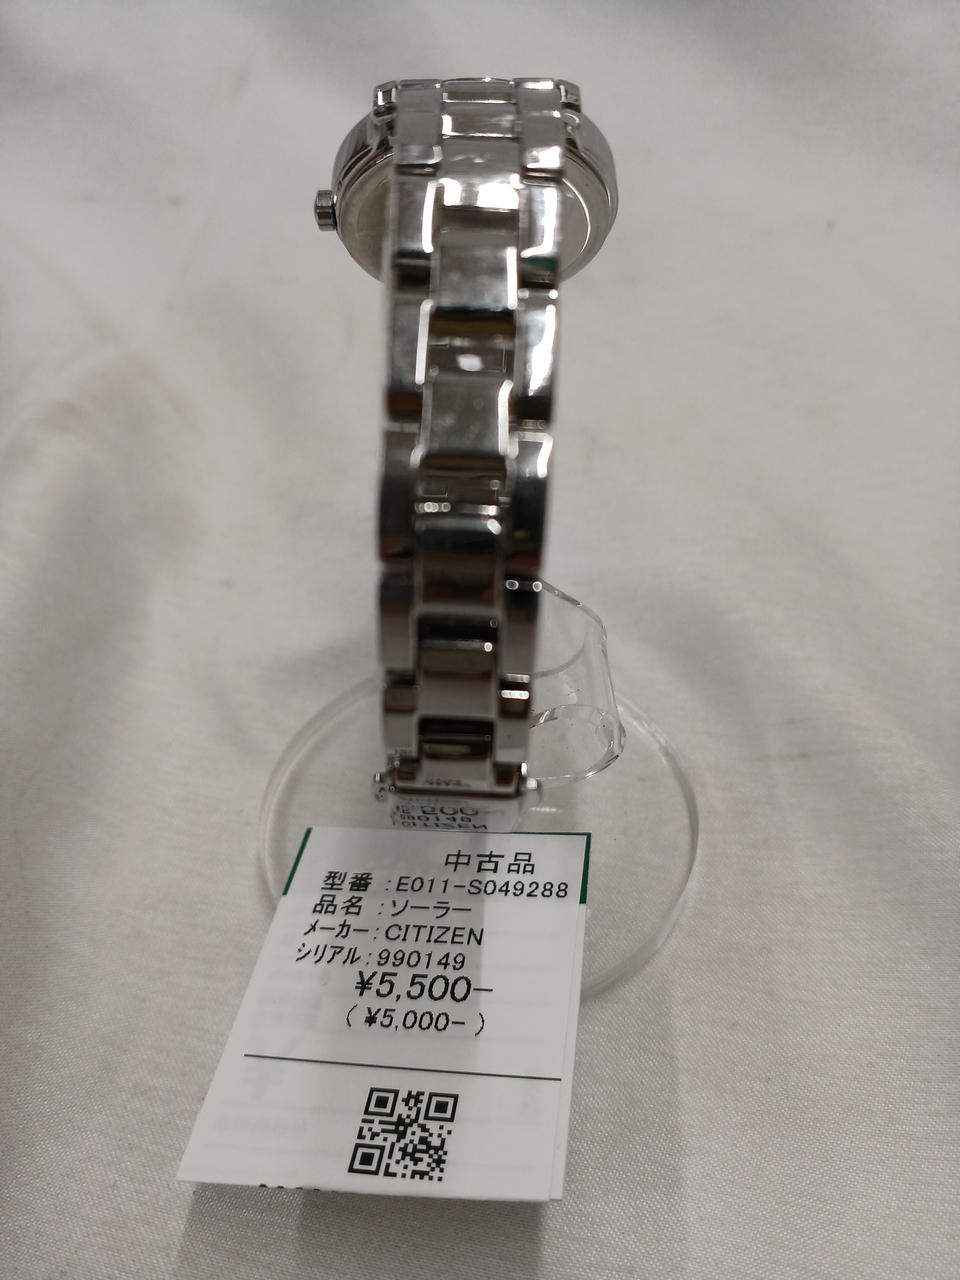 中古品
型番 :E011-S049288
品名 :ソーラー
メーカー:CITIZEN
シリアル:990149
¥5,500-
( ¥5,000- )